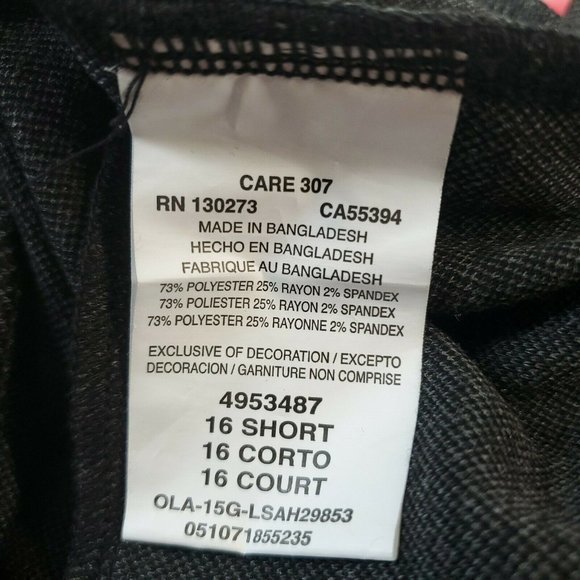 CARE 307
RN 130273 CA55394
MADE IN BANGLADESH
HECHO EN BANGLADESH
FABRIQUE AU BANGLADESH
73% POLYESTER 25% RAYON 2% SPANDEX
73% POLIESTER 25% RAYON 2% SPANDEX
73% POLYESTER 25% RAYONNE 2% SPANDEX
EXCLUSIVE OF DECORATION / EXCEPTO
DECORACION / GARNITURE NON COMPRISE
4953487
16 SHORT
16 CORTO
16 COURT
OLA-15G-LSAH29853
051071855235